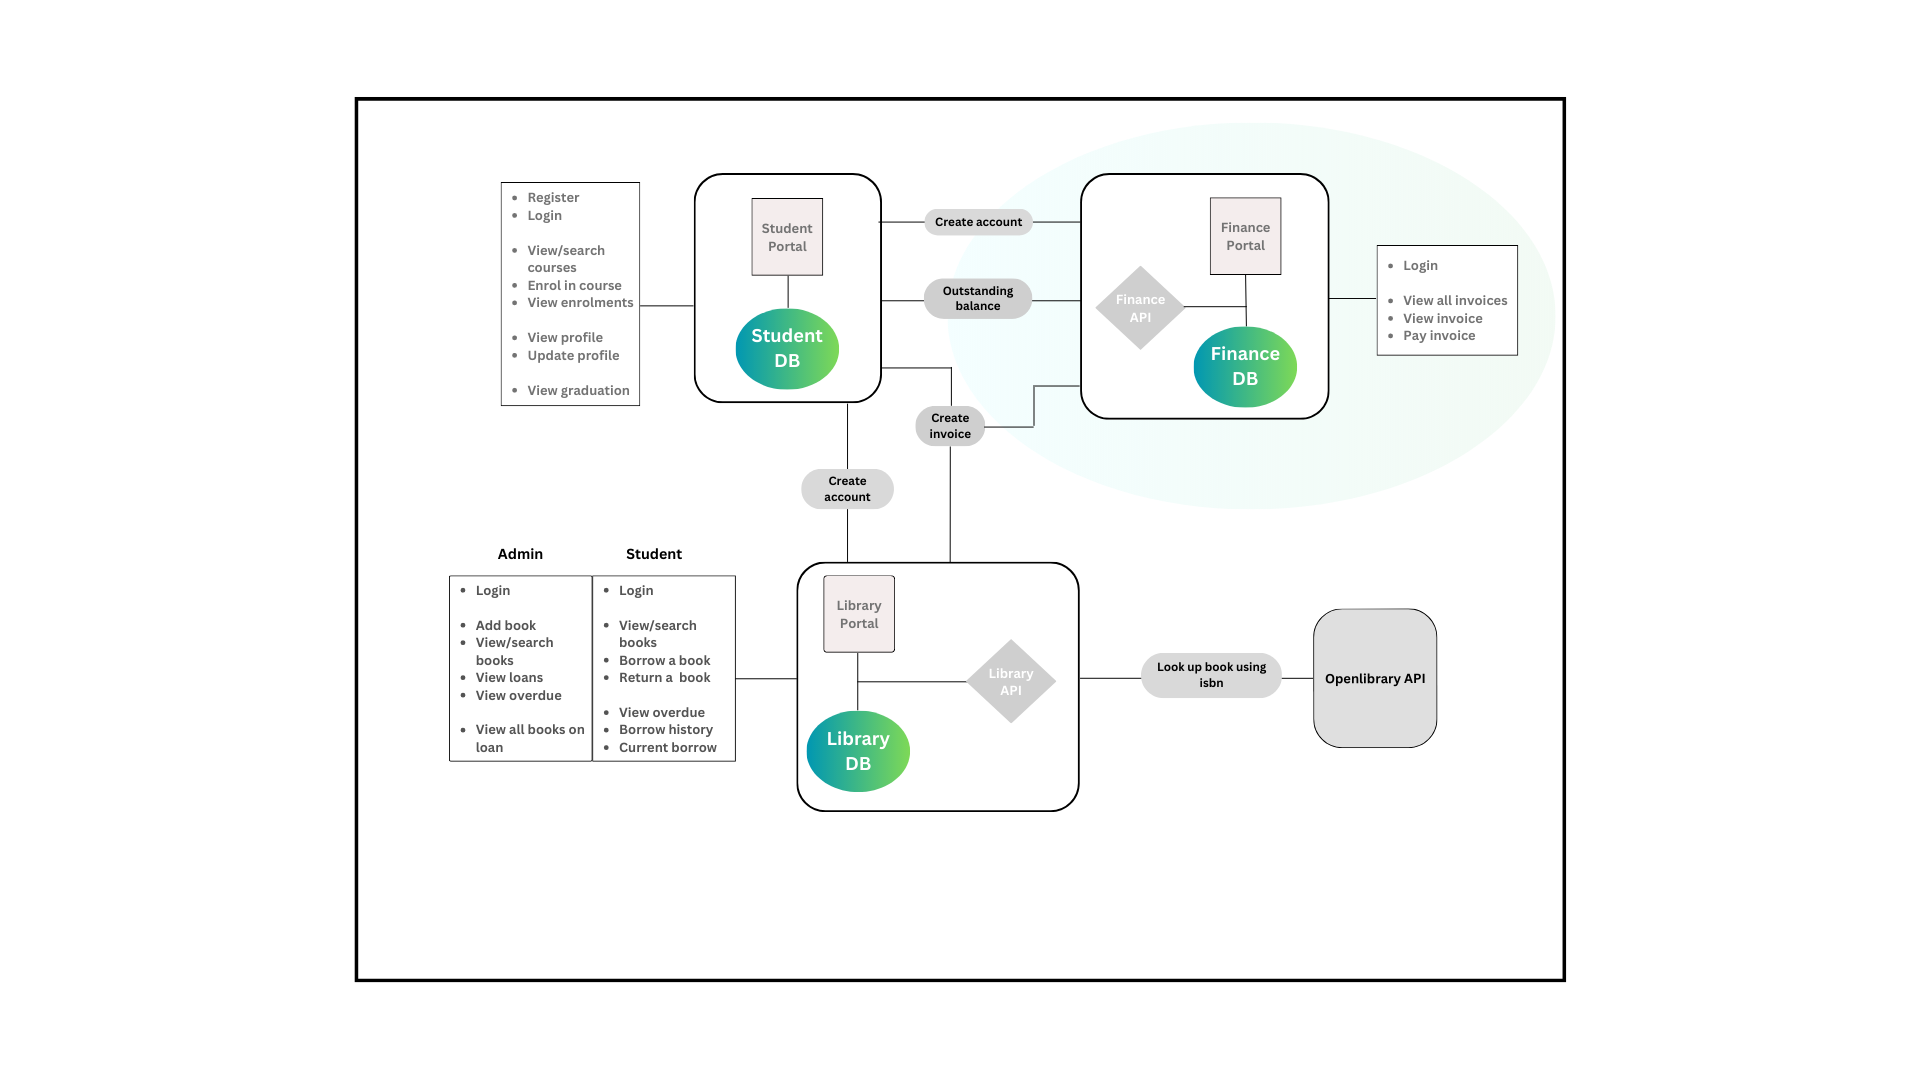 • Register
• Login
• View/search
courses
• Enrol in course
• View enrolments
• View profile
• Update profile
• View graduation
Student
Portal
Student
DB
Create account
Outstanding
balance
Create
invoice
Finance
Portal
Finance
API
Finance
DB
• Login
• View all invoices
• View invoice
• Pay invoice
Create
account
Admin
• Login
• Add book
• View/search
books
• View loans
• View overdue
• View all books on
loan
Student
• Login
• View/search
books
• Borrow a book
• Return a  book
• View overdue
• Borrow history
• Current borrow
Library
Portal
Library
API
Library
DB
Look up book using
isbn
Openlibrary API